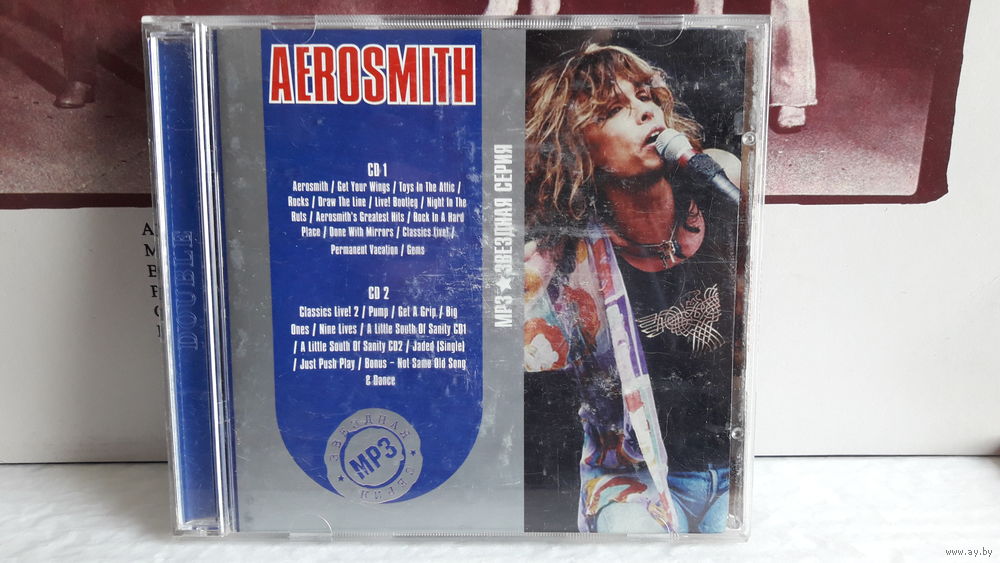 AEROSMITH
CD 1
Aerosmith / Get Your Wings / Toys In The Attic /
Rocks / Draw The Line / Live! Bootleg / Night In The
Ruts / Aerosmith's Greatest Hits / Rock In A Hard
Place / Done With Mirrors / Classics Live! /
Permanent Vacation / Gems
CD 2
Classics Live! 2 / Pump / Get A Grip / Big
Ones / Nine Lives / A Little South Of Sanity CD1
/ A Little South Of Sanity CD2 / Jaded (Single)
/ Just Push Play / Bonus – Not Same Old Song
& Dance
ЗВЕЗДНАЯ
MP3
СЕРИЯ
MP3★ЗВЕЗДНАЯ СЕРИЯ
DOUBLE
www.ay.by